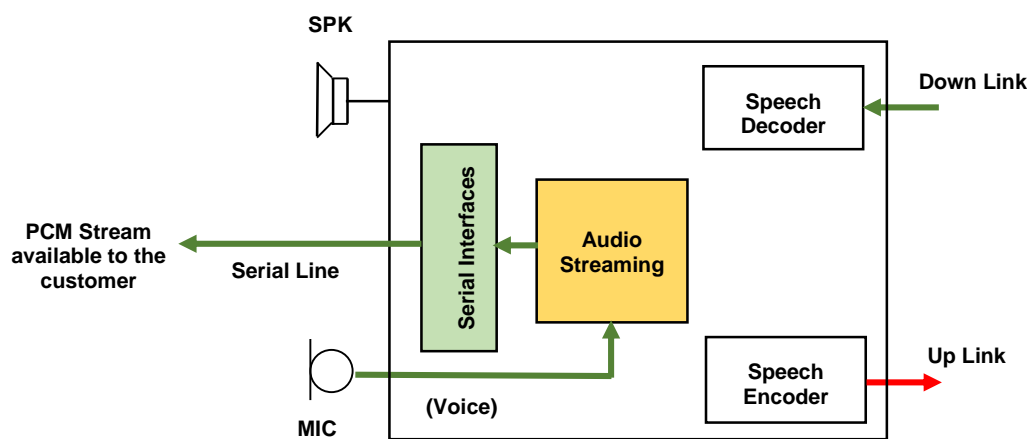 SPK
Speech
Decoder
Down Link
Serial Interfaces
Audio
Streaming
PCM Stream
available to the
customer
Serial Line
Speech
Encoder
Up Link
(Voice)
MIC